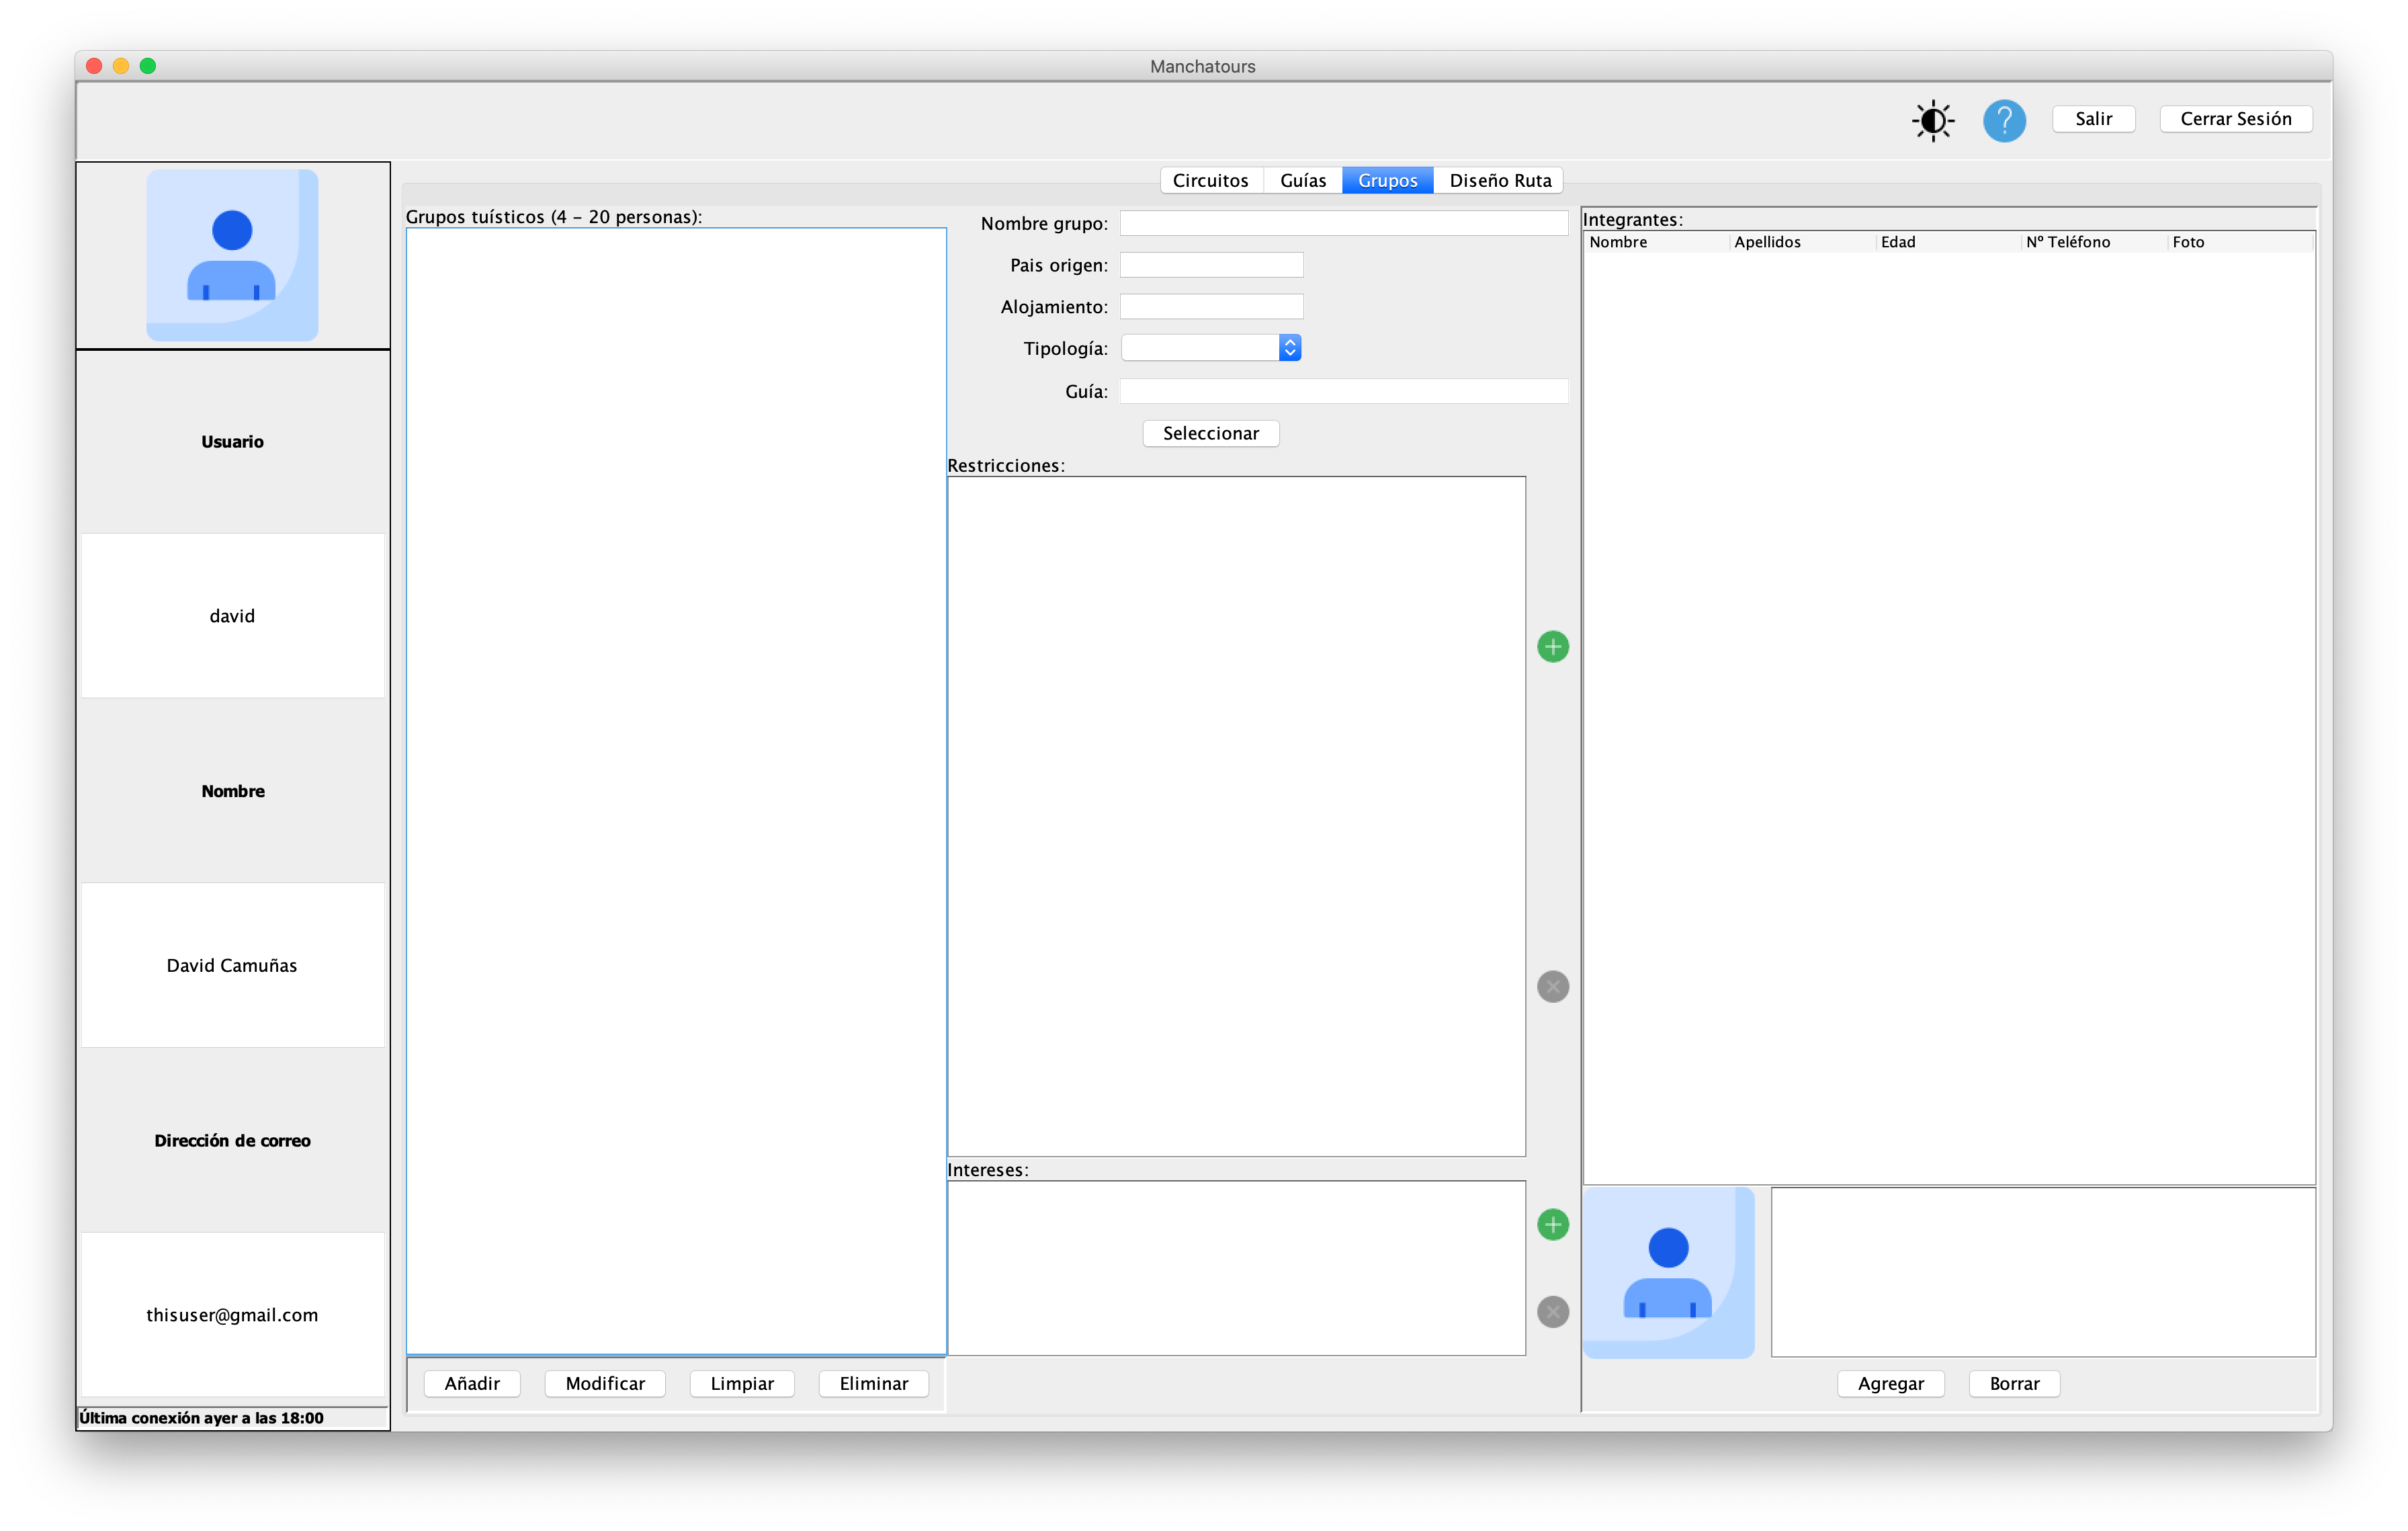 Manchatours
?
Salir
Cerrar Sesión
Circuitos
Guías
Grupos
Diseño Ruta
Usuario
david
Nombre
David Camuñas
Dirección de correo
thisuser@gmail.com
Última conexión ayer a las 18:00
Grupos tuísticos (4 - 20 personas):
Añadir
Modificar
Limpiar
Eliminar
Nombre grupo:
Pais origen:
Alojamiento:
Tipología:
Guía:
Seleccionar
Restricciones:
Intereses:
Integrantes:
Nombre
Apellidos
Edad
Nº Teléfono
Foto
Agregar
Borrar